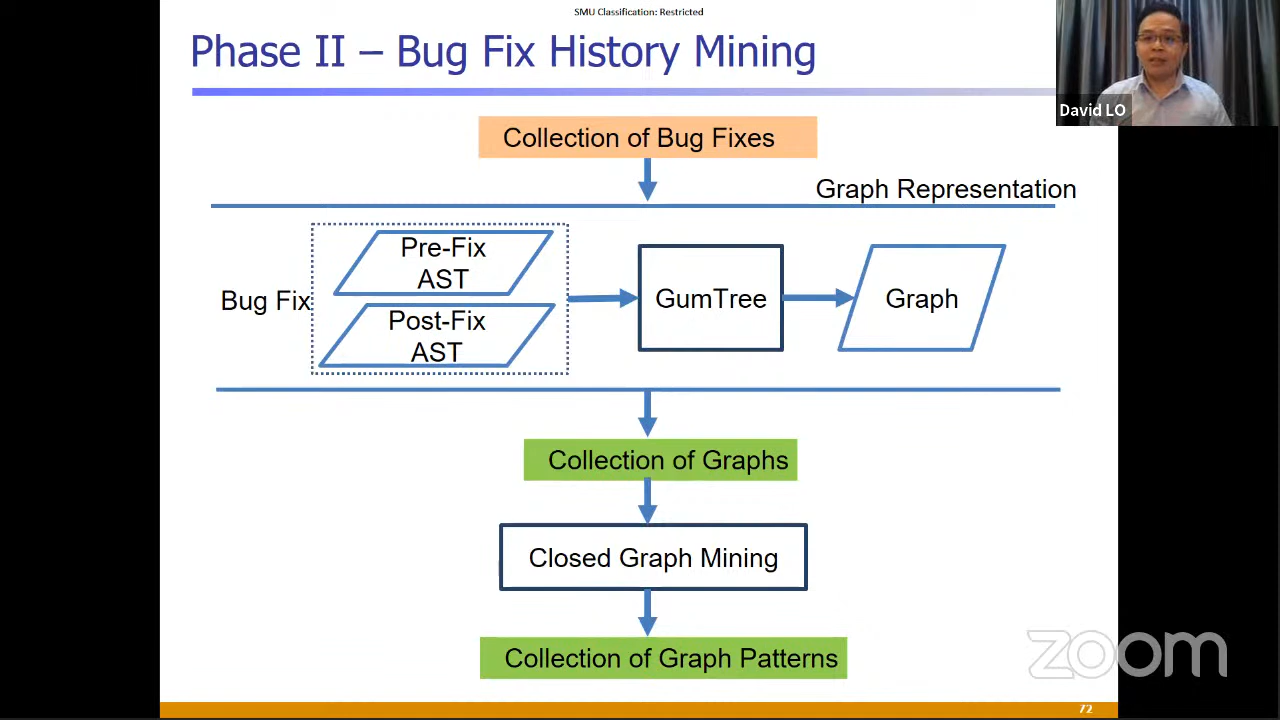 SMU Classification: Restricted
Phase II – Bug Fix History Mining
David LO
Collection of Bug Fixes
Graph Representation
Bug Fix
Pre-Fix
AST
Post-Fix
AST
GumTree
Graph
Collection of Graphs
Closed Graph Mining
Collection of Graph Patterns
zoom
72